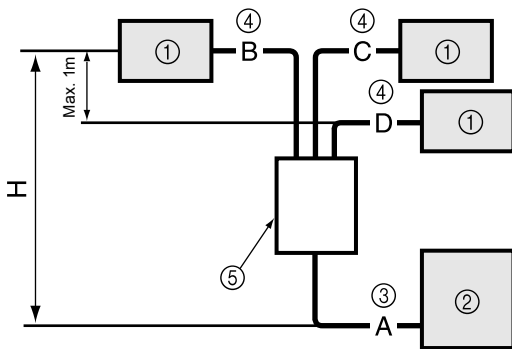 ④ ④
① B C ①
Max. 1m
④
D ①
H
⑤
③ ②
A